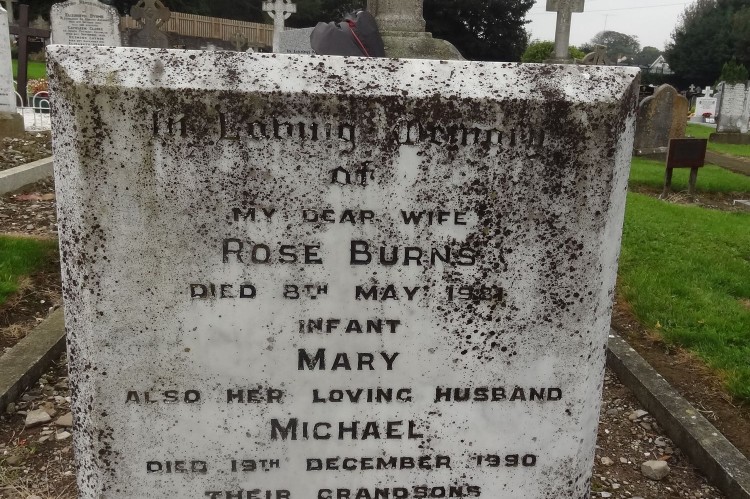 In Loving Memory
of
MY DEAR WIFE
ROSE BURNS
DIED 8TH MAY
INFANT
MARY
ALSO HER LOVING HUSBAND
MICHAEL
DIED 19TH DECEMBER 1990
THEIR GRANDSONS